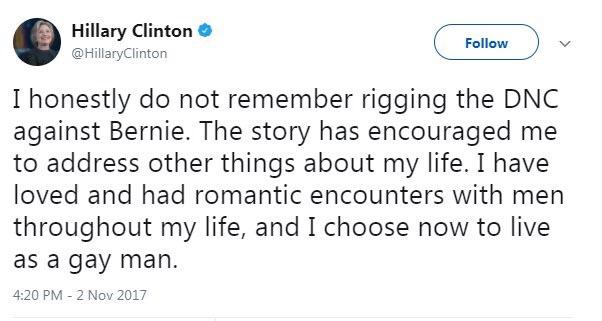 Hillary Clinton
@HillaryClinton
Follow
I honestly do not remember rigging the DNC
against Bernie. The story has encouraged me
to address other things about my life. I have
loved and had romantic encounters with men
throughout my life, and I choose now to live
as a gay man.
4:20 PM - 2 Nov 2017